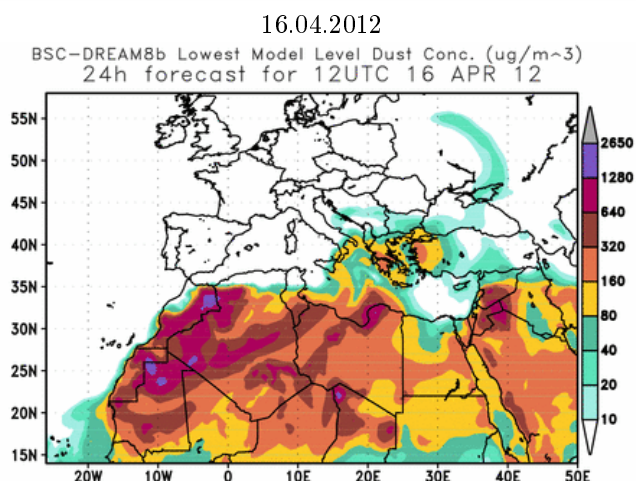 16.04.2012
BSC-DREAM8b Lowest Model Level Dust Conc. (ug/m^3)
24h forecast for 12UTC 16 APR 12
55N
50N
45N
40N
35N
30N
25N
20N
15N
20W
10W
0
10E
20E
30E
40E
50E
2650
1280
640
320
160
80
40
20
10